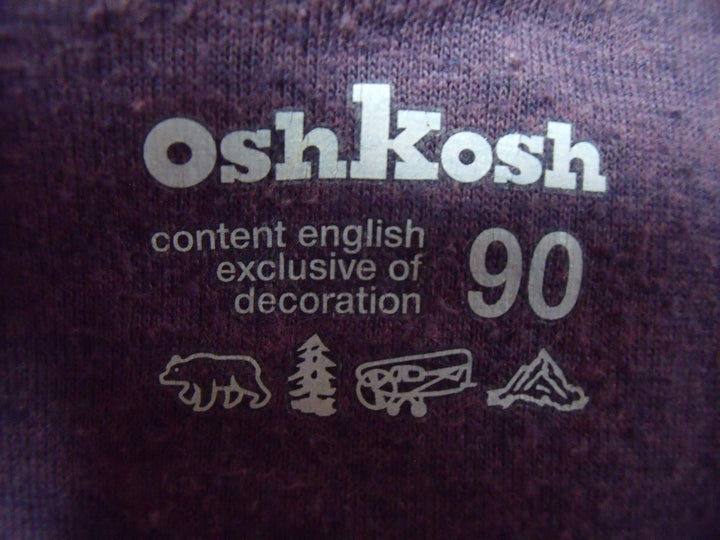 OshKosh
content english
exclusive of
decoration
90